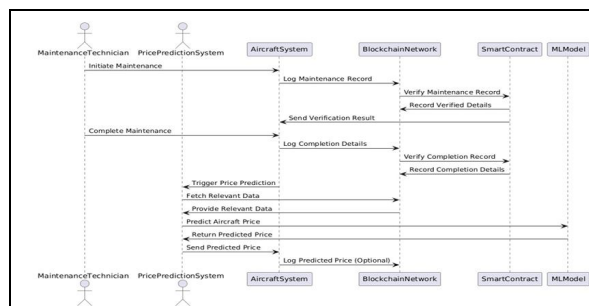 MaintenanceTechnician PricePredictionSystem AircraftSystem BlockchainNetwork SmartContract MLModel
Initiate Maintenance
Log Maintenance Record
Verify Maintenance Record
Record Verified Details
Send Verification Result
Complete Maintenance
Log Completion Details
Verify Completion Record
Record Completion Details
Trigger Price Prediction
Fetch Relevant Data
Provide Relevant Data
Predict Aircraft Price
Return Predicted Price
Send Predicted Price
Log Predicted Price (Optional)
MaintenanceTechnician PricePredictionSystem AircraftSystem BlockchainNetwork SmartContract MLModel